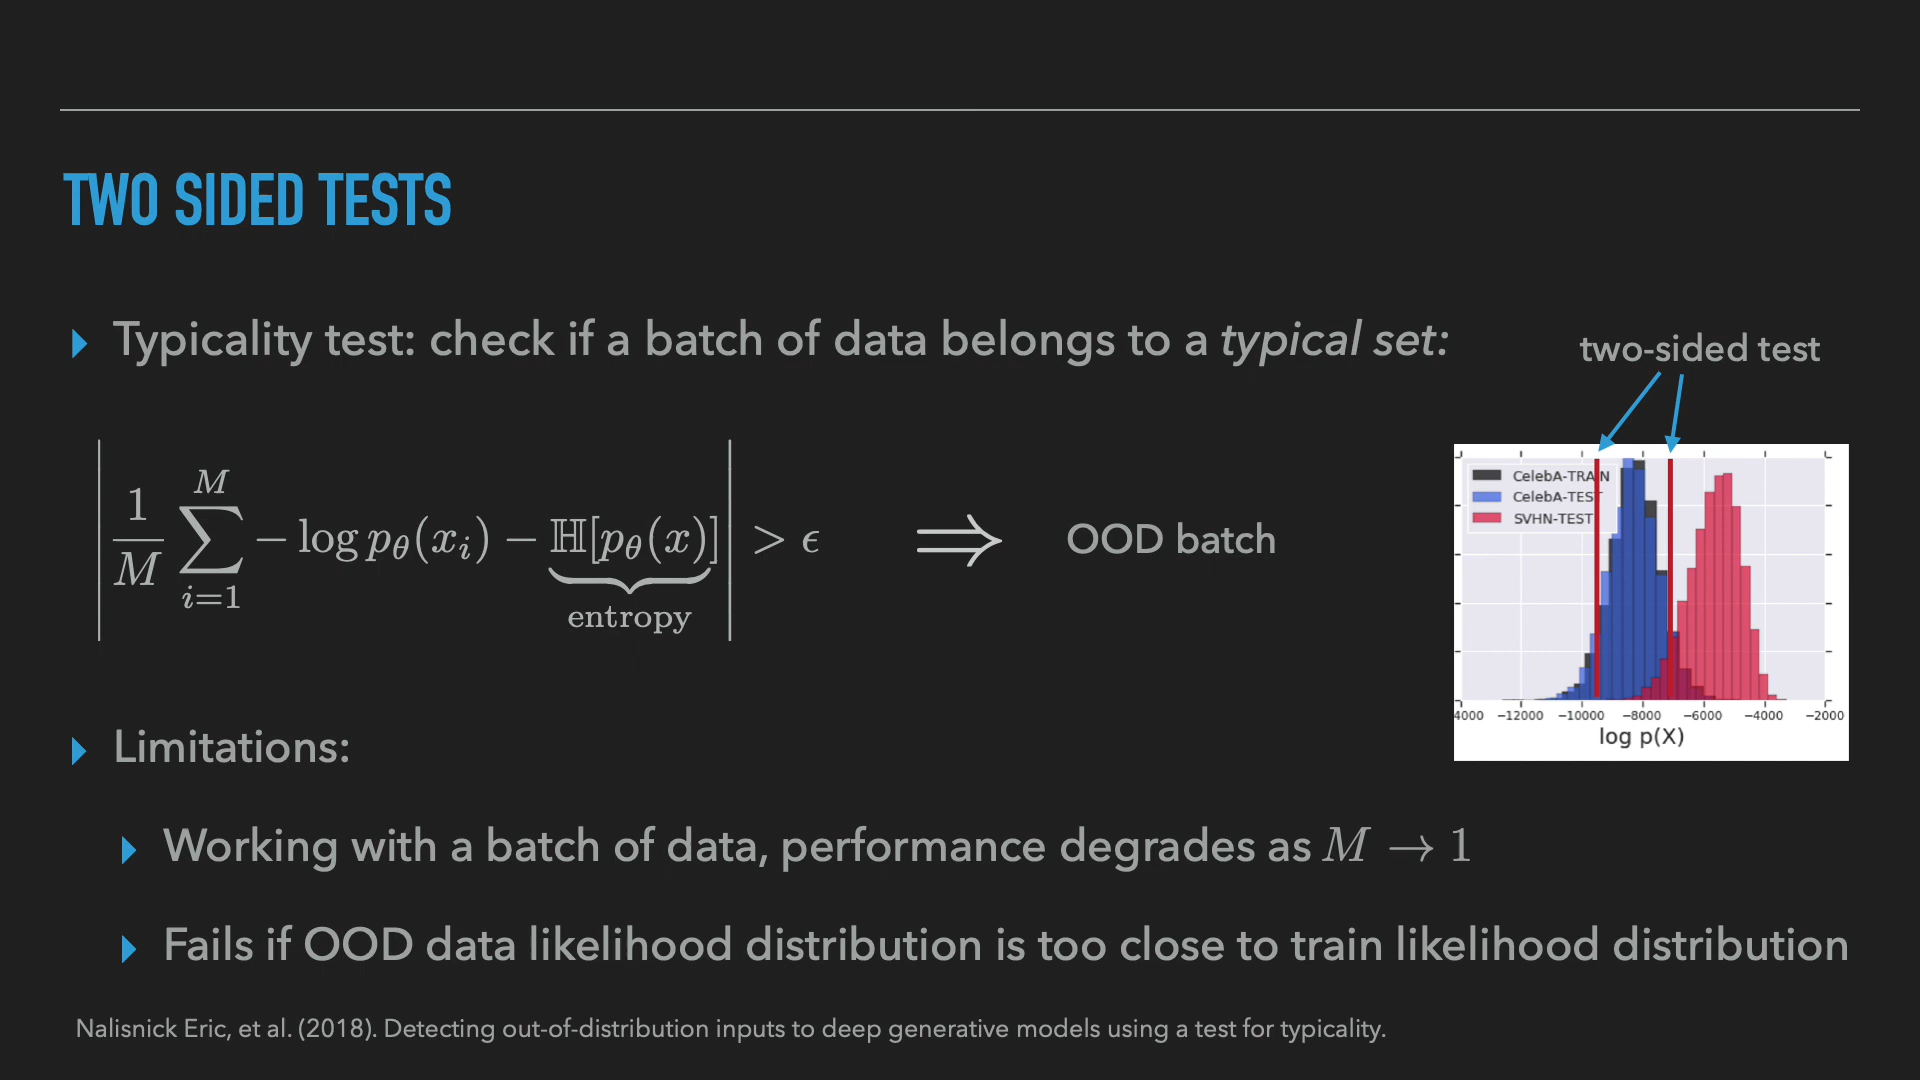 TWO SIDED TESTS
Typicality test: check if a batch of data belongs to a typical set:
two-sided test
| 1/M ∑_{i=1}^{M} − log p_θ(x_i) − ℍ[p_θ(x)] | > ϵ ⟹ OOD batch
entropy
CelebA-TRAIN
CelebA-TEST
SVHN-TEST
4000 −12000 −10000 −8000 −6000 −4000 −2000
log p(X)
Limitations:
Working with a batch of data, performance degrades as M → 1
Fails if OOD data likelihood distribution is too close to train likelihood distribution
Nalisnick Eric, et al. (2018). Detecting out-of-distribution inputs to deep generative models using a test for typicality.